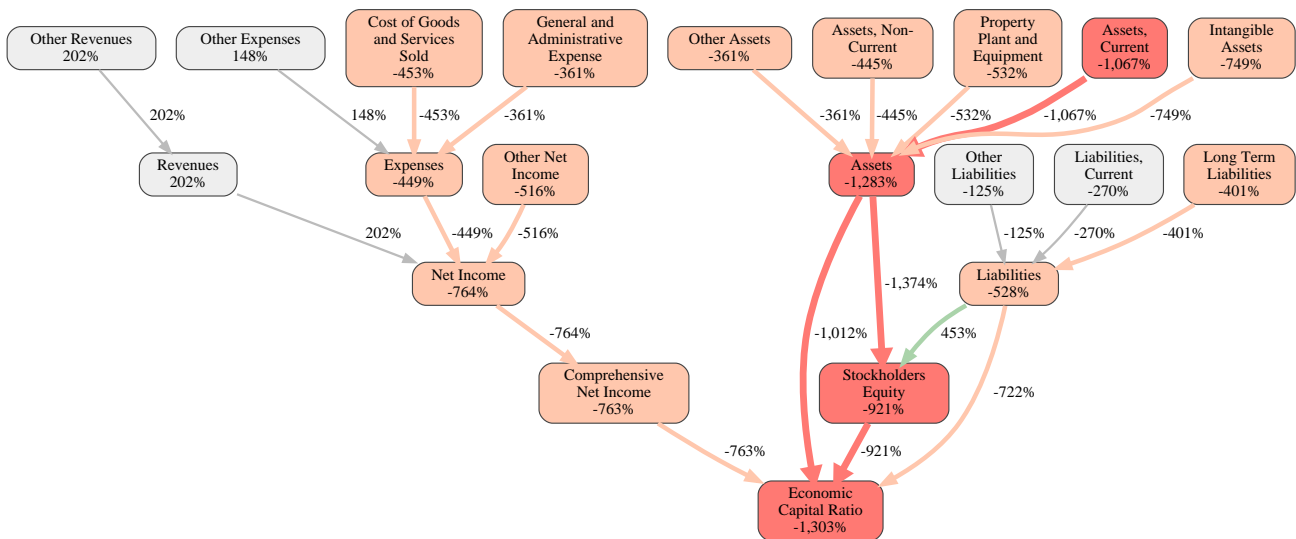 Other Revenues
202%
Other Expenses
148%
Cost of Goods
and Services
Sold
-453%
General and
Administrative
Expense
-361%
Other Assets
-361%
Assets, Non-
Current
-445%
Property
Plant and
Equipment
-532%
Assets,
Current
-1,067%
Intangible
Assets
-749%
202%
148%
-453%
-361%
-361%
-445%
-532%
-1,067%
-749%
Revenues
202%
Expenses
-449%
Other Net
Income
-516%
Assets
-1,283%
Other
Liabilities
-125%
Liabilities,
Current
-270%
Long Term
Liabilities
-401%
202%
-449%
-516%
-125%
-270%
-401%
Net Income
-764%
Liabilities
-528%
-1,374%
-764%
-1,012%
453%
Comprehensive
Net Income
-763%
Stockholders
Equity
-921%
-722%
-763%
-921%
Economic
Capital Ratio
-1,303%